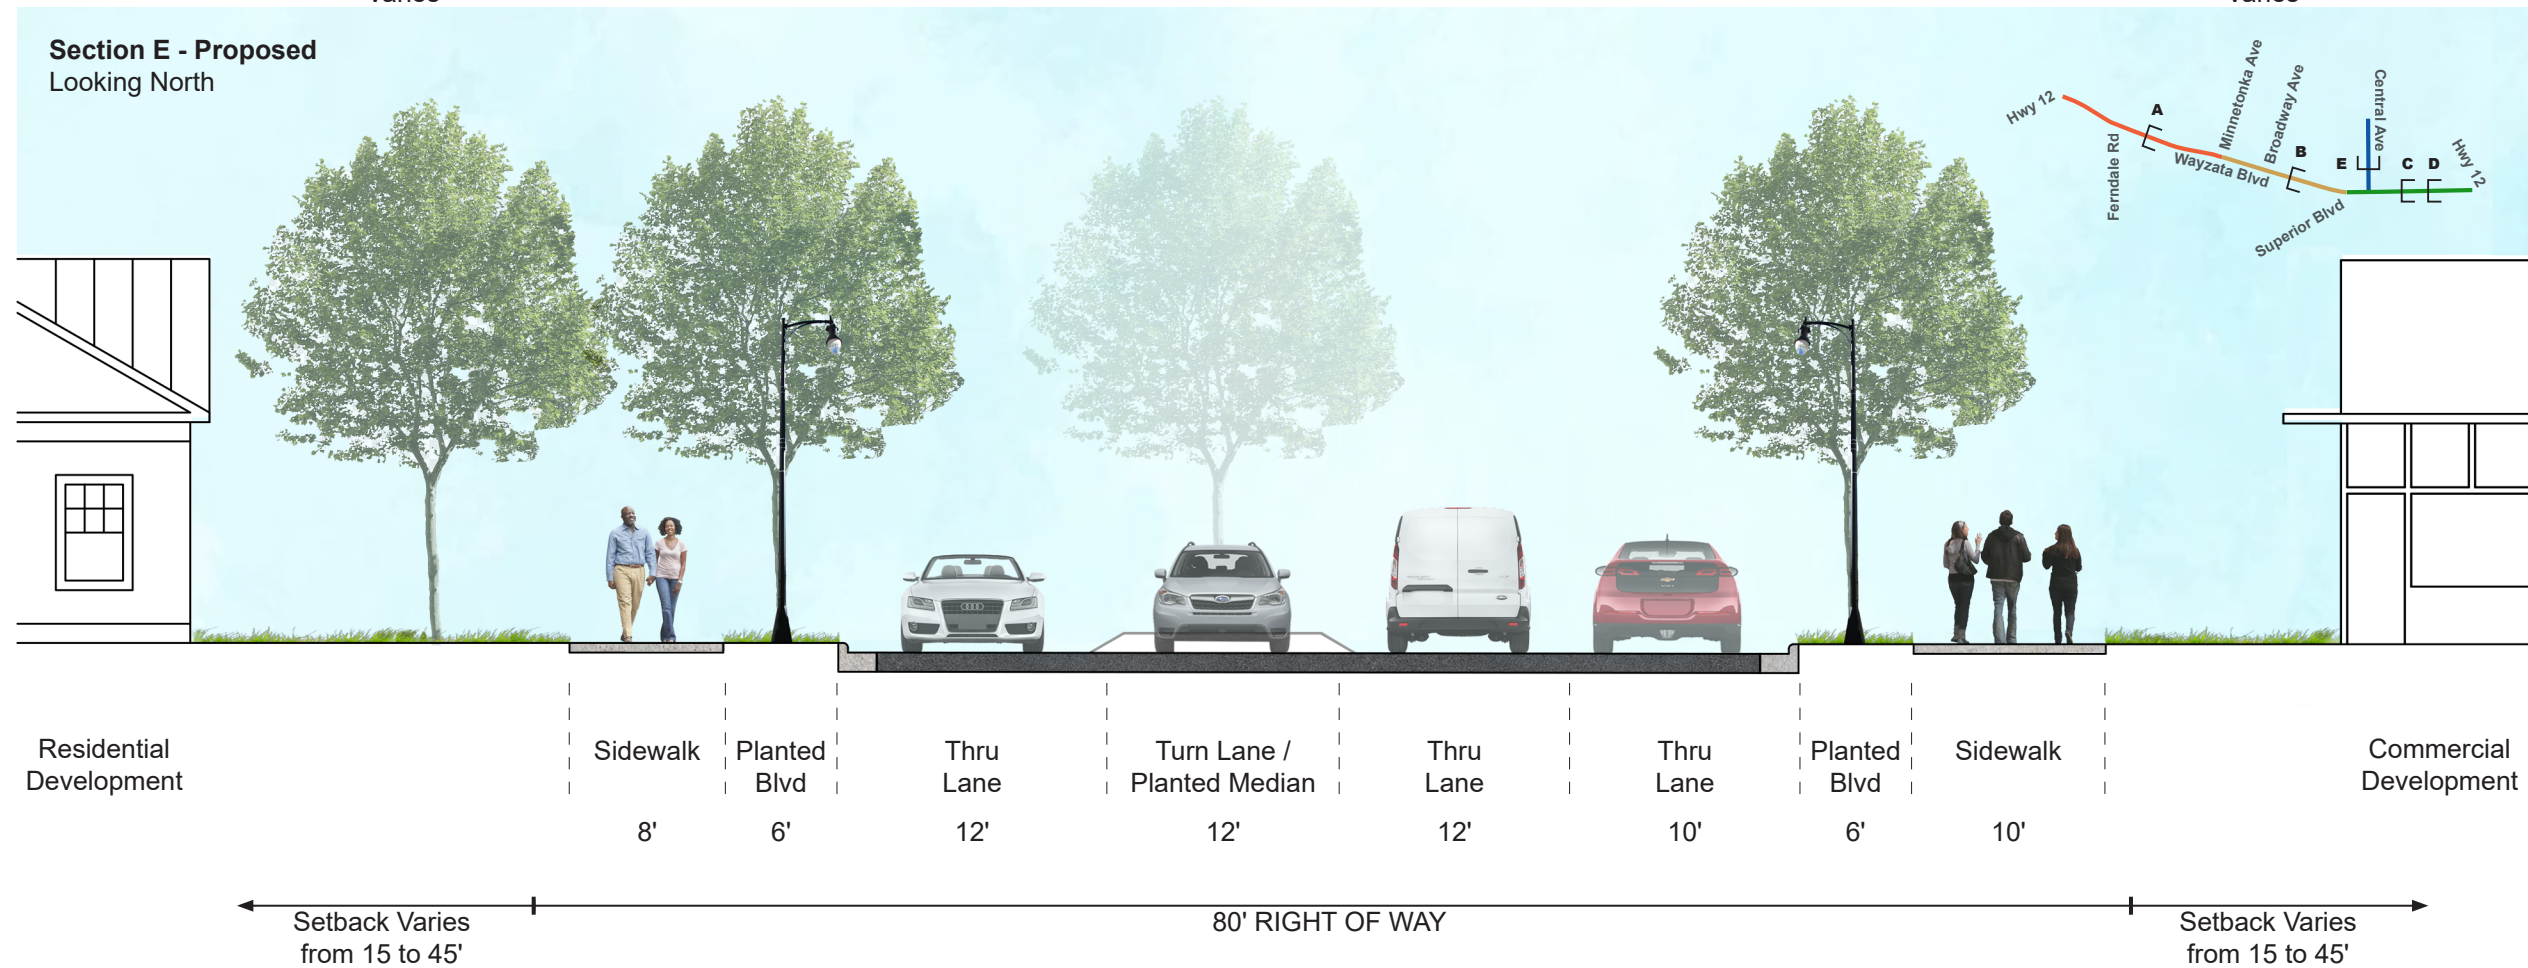 Varies
Varies
Section E - Proposed
Looking North
Hwy 12
Ferndale Rd
A
Wayzata Blvd
Minnetonka Ave
Broadway Ave
B
Superior Blvd
E
Central Ave
C
D
Hwy 12
Residential
Development
Sidewalk
8'
Planted
Blvd
6'
Thru
Lane
12'
Turn Lane /
Planted Median
12'
Thru
Lane
12'
Thru
Lane
10'
Planted
Blvd
6'
Sidewalk
10'
Commercial
Development
Setback Varies
from 15 to 45'
80' RIGHT OF WAY
Setback Varies
from 15 to 45'